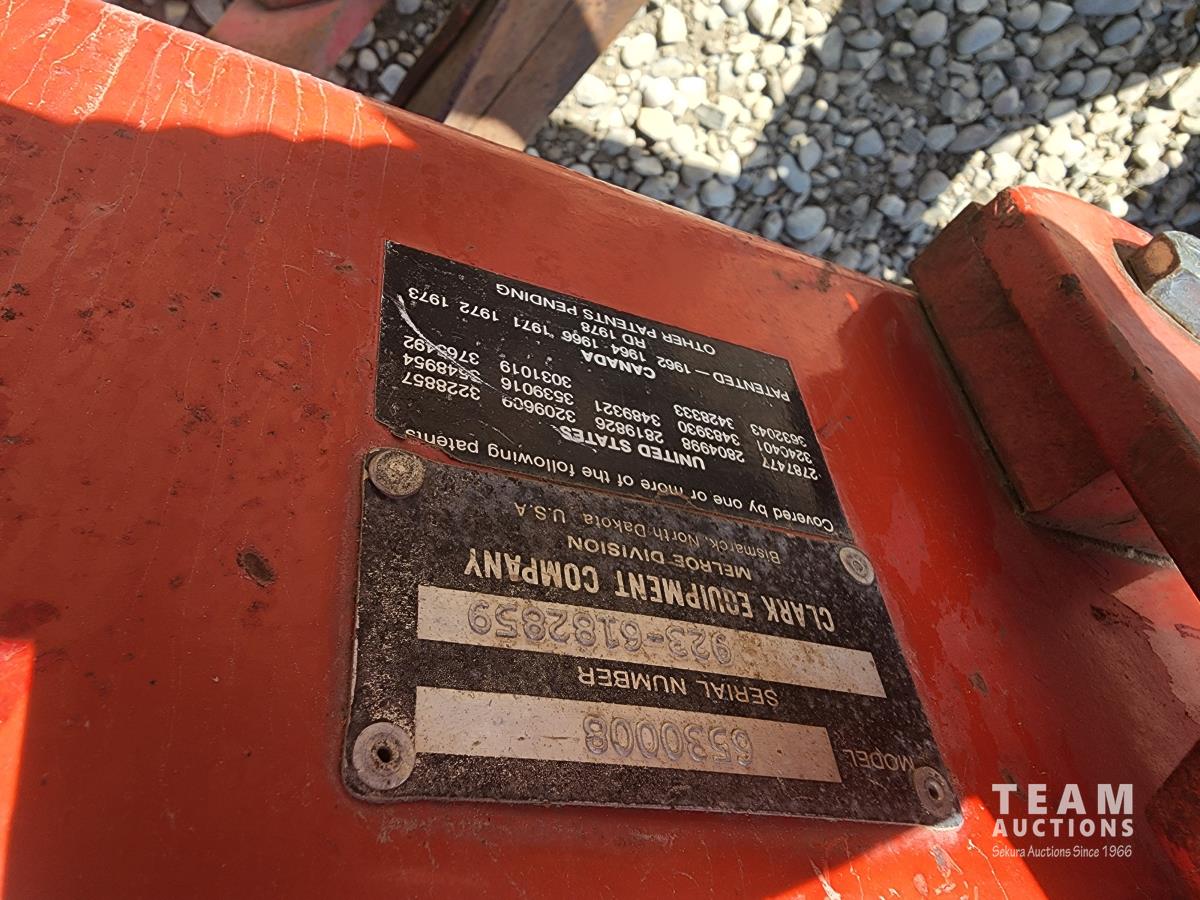 MODEL 6530008
SERIAL NUMBER
923-6182859
CLARK EQUIPMENT COMPANY
MELROE DIVISION
Bismarck, North Dakota U.S.A
Covered by one or more of the following patents
UNITED STATES
2787477 2804998 2819826 3209609 3228857
3240401 3483930 3489321 3539016 3548954
3632043 3428333 3031019 3765492
CANADA
PATENTED — 1962 1964 1966 1971 1972 1973
RD 1978
OTHER PATENTS PENDING
TEAM
AUCTIONS
Sekura Auctions Since 1966